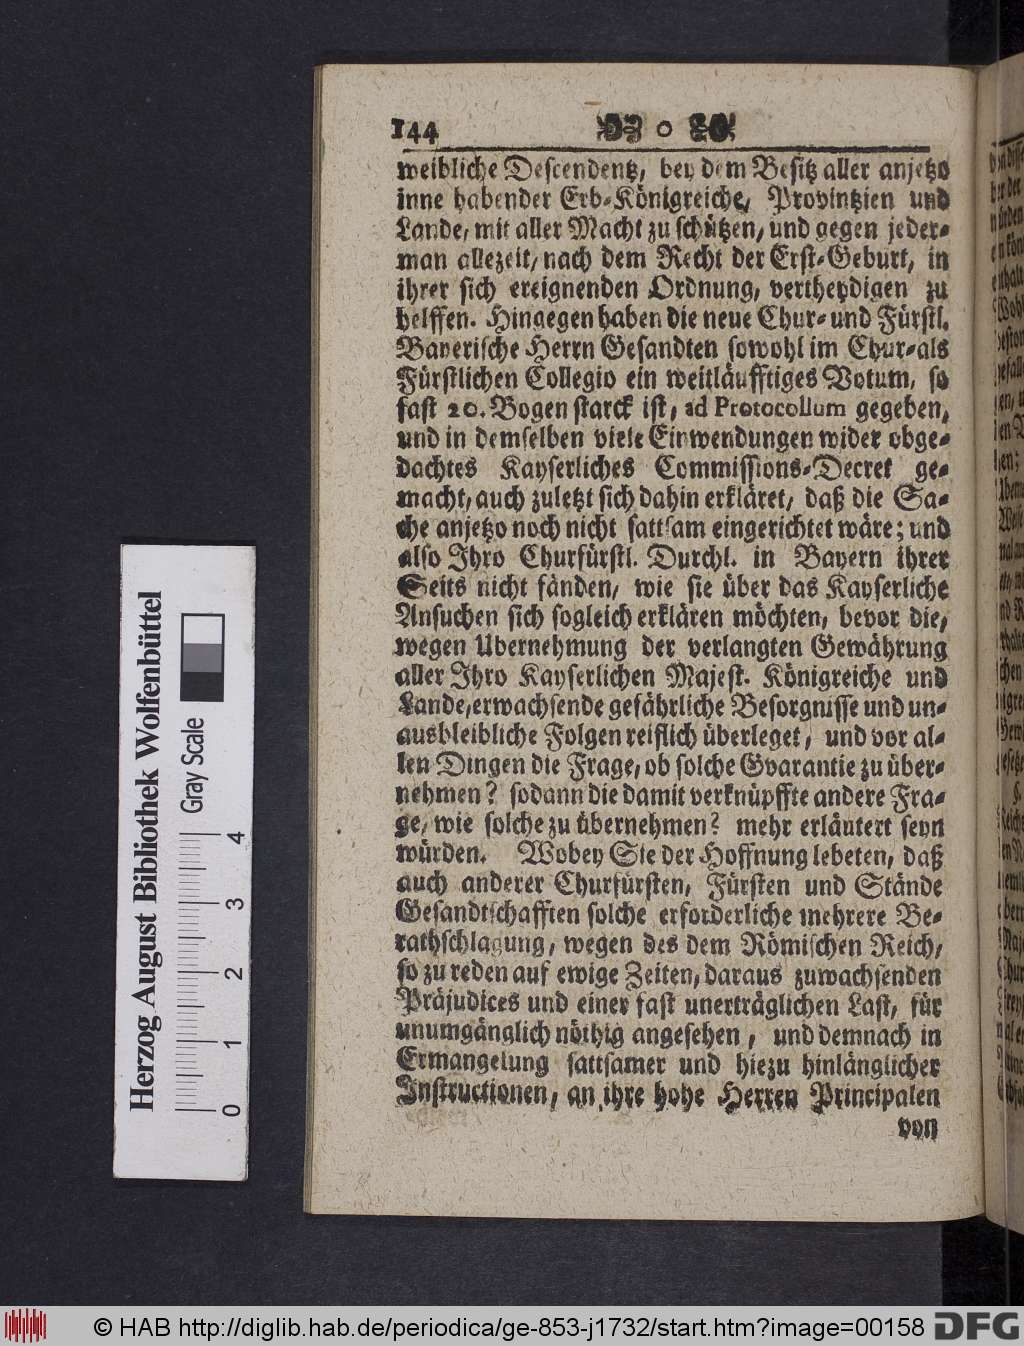 144
weibliche Descendentz, bey dem Besitz aller anjetzo
inne habender Erb-Königreiche, Provintzien und
Lande, mit aller Macht zu schützen, und gegen jeder-
man allezeit, nach dem Recht der Erst-Geburt, in
ihrer sich ereignenden Ordnung, vertheydigen zu
helffen. Hingegen haben die neue Chur- und Fürstl.
Bayerische Herrn Gesandten sowohl im Chur-als
Fürstlichen Collegio ein weitläufftiges Votum, so
fast 20. Bogen starck ist, ad Protocollum gegeben,
und in demselben viele Einwendungen wider obge-
dachtes Kayserliches Commissions-Decret ge-
macht, auch zuletzt sich dahin erkläret, daß die Sa-
che anjetzo noch nicht sattsam eingerichtet wäre; und
also Ihro Churfürstl. Durchl. in Bayern ihrer
Seits nicht fänden, wie sie über das Kayserliche
Ansuchen sich sogleich erklären möchten, bevor die,
wegen Ubernehmung der verlangten Gewährung
aller Ihro Kayserlichen Majest. Königreiche und
Lande, erwachsende gefährliche Besorgnisse und un-
ausbleibliche Folgen reiflich überleget, und vor al-
len Dingen die Frage, ob solche Gvarantie zu über-
nehmen? sodann die damit verknüpffte andere Fra-
ge, wie solche zu übernehmen? mehr erläutert seyn
würden. Wobey Sie der Hoffnung lebeten, daß
auch anderer Churfürsten, Fürsten und Stände
Gesandtschafften solche erforderliche mehrere Be-
rathschlagung, wegen des dem Römischen Reich,
so zu reden auf ewige Zeiten, daraus zuwachsenden
Präjudices und einer fast unerträglichen Last, für
unumgänglich nöthig angesehen, und demnach in
Ermangelung sattsamer und hiezu hinlänglicher
Instructionen, an ihre hohe Herren Principalen
von
Herzog August Bibliothek Wolfenbüttel
Gray Scale
0 1 2 3 4
© HAB http://diglib.hab.de/periodica/ge-853-j1732/start.htm?image=00158
DFG